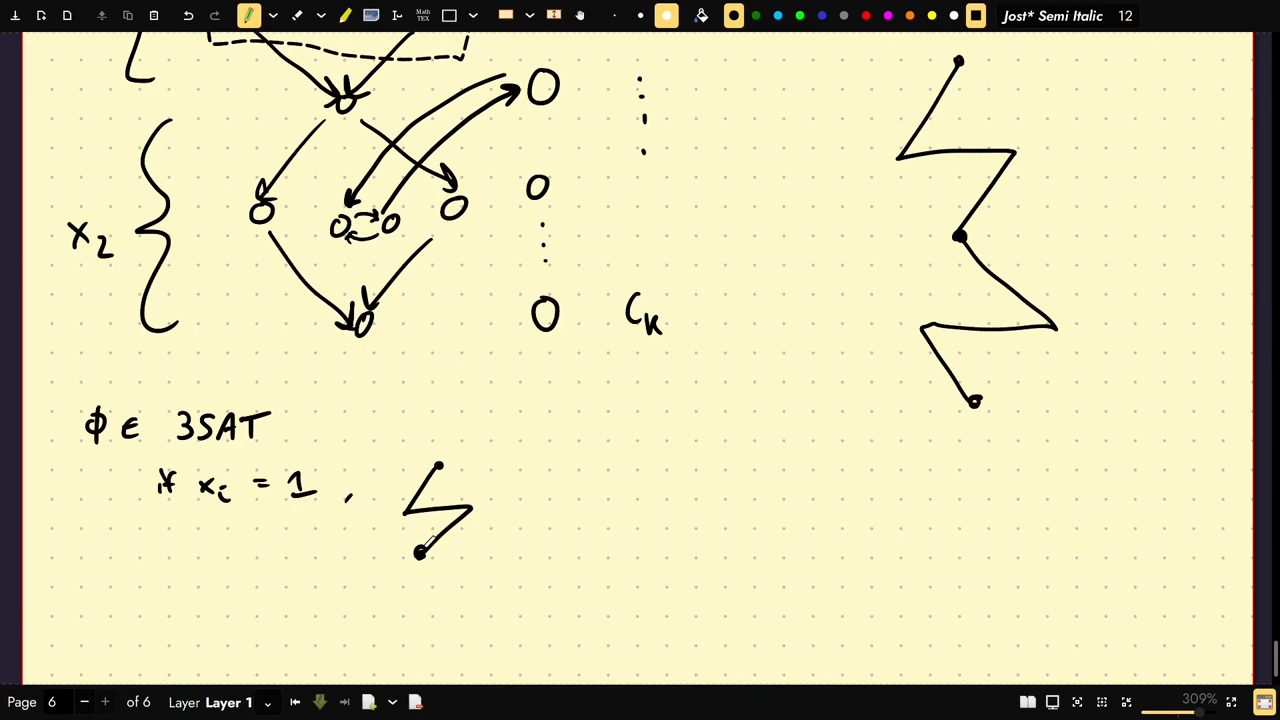 Jost* Semi Italic 12
x2
Ck
ϕ ∈ 3SAT
if xi = 1 ,
Page 6 of 6 Layer Layer 1 309%